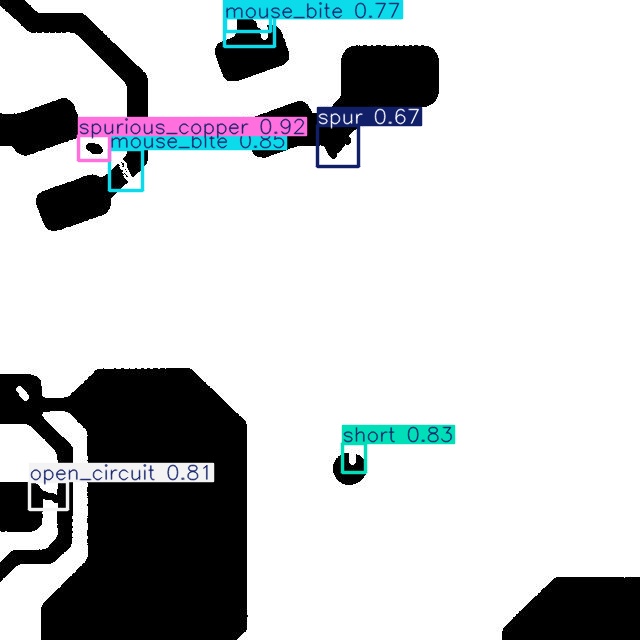 mouse_bite 0.77
spur 0.67
spurious_copper 0.92
mouse_bite 0.85
short 0.83
open_circuit 0.81